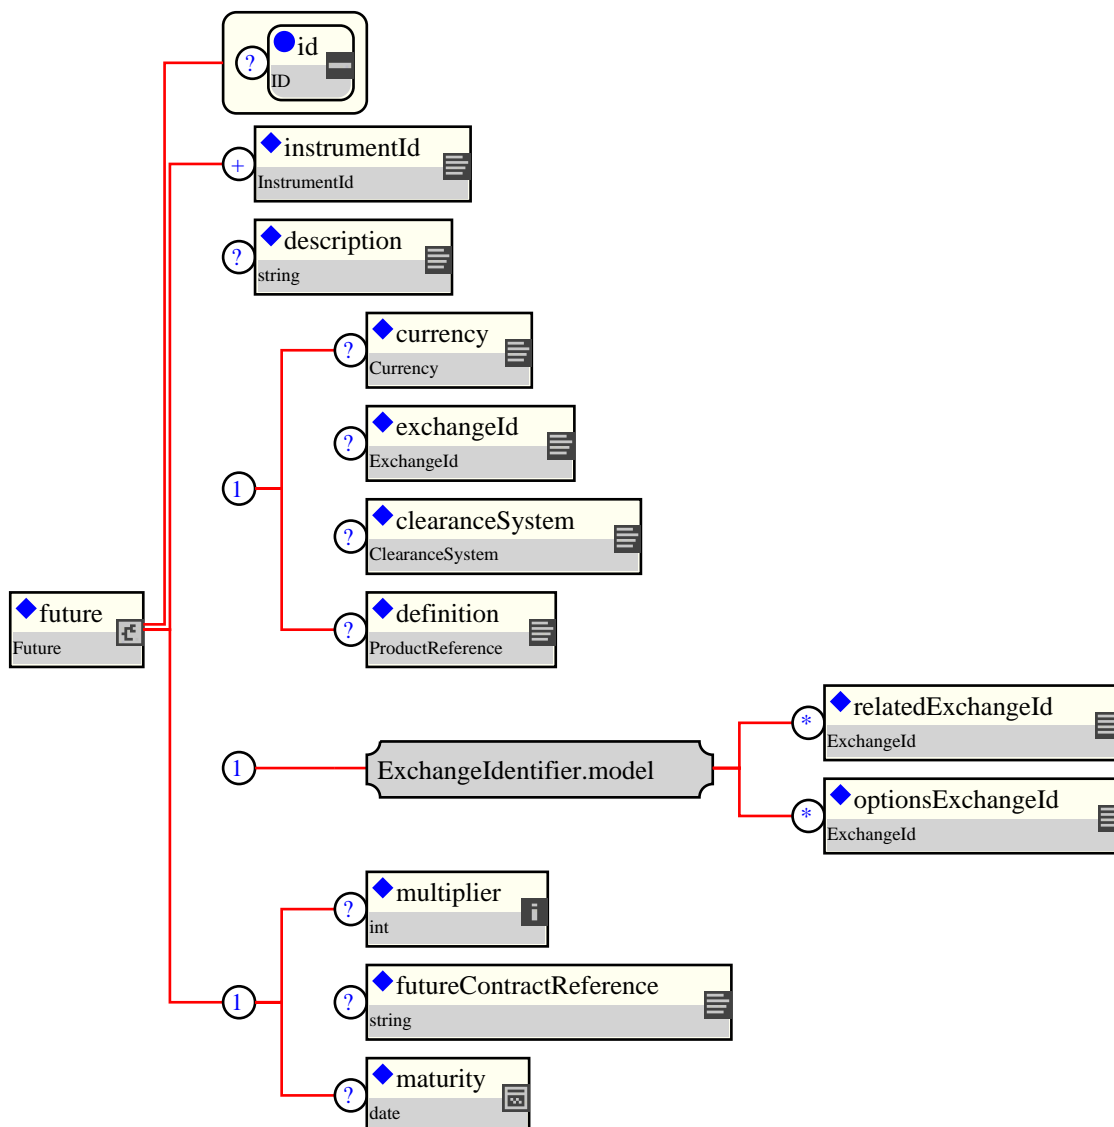 ?
id
ID
+
instrumentId
InstrumentId
?
description
string
?
currency
Currency
?
exchangeId
ExchangeId
1
?
clearanceSystem
ClearanceSystem
future
Future
?
definition
ProductReference
*
relatedExchangeId
ExchangeId
1
ExchangeIdentifier.model
*
optionsExchangeId
ExchangeId
?
multiplier
int
1
?
futureContractReference
string
?
maturity
date